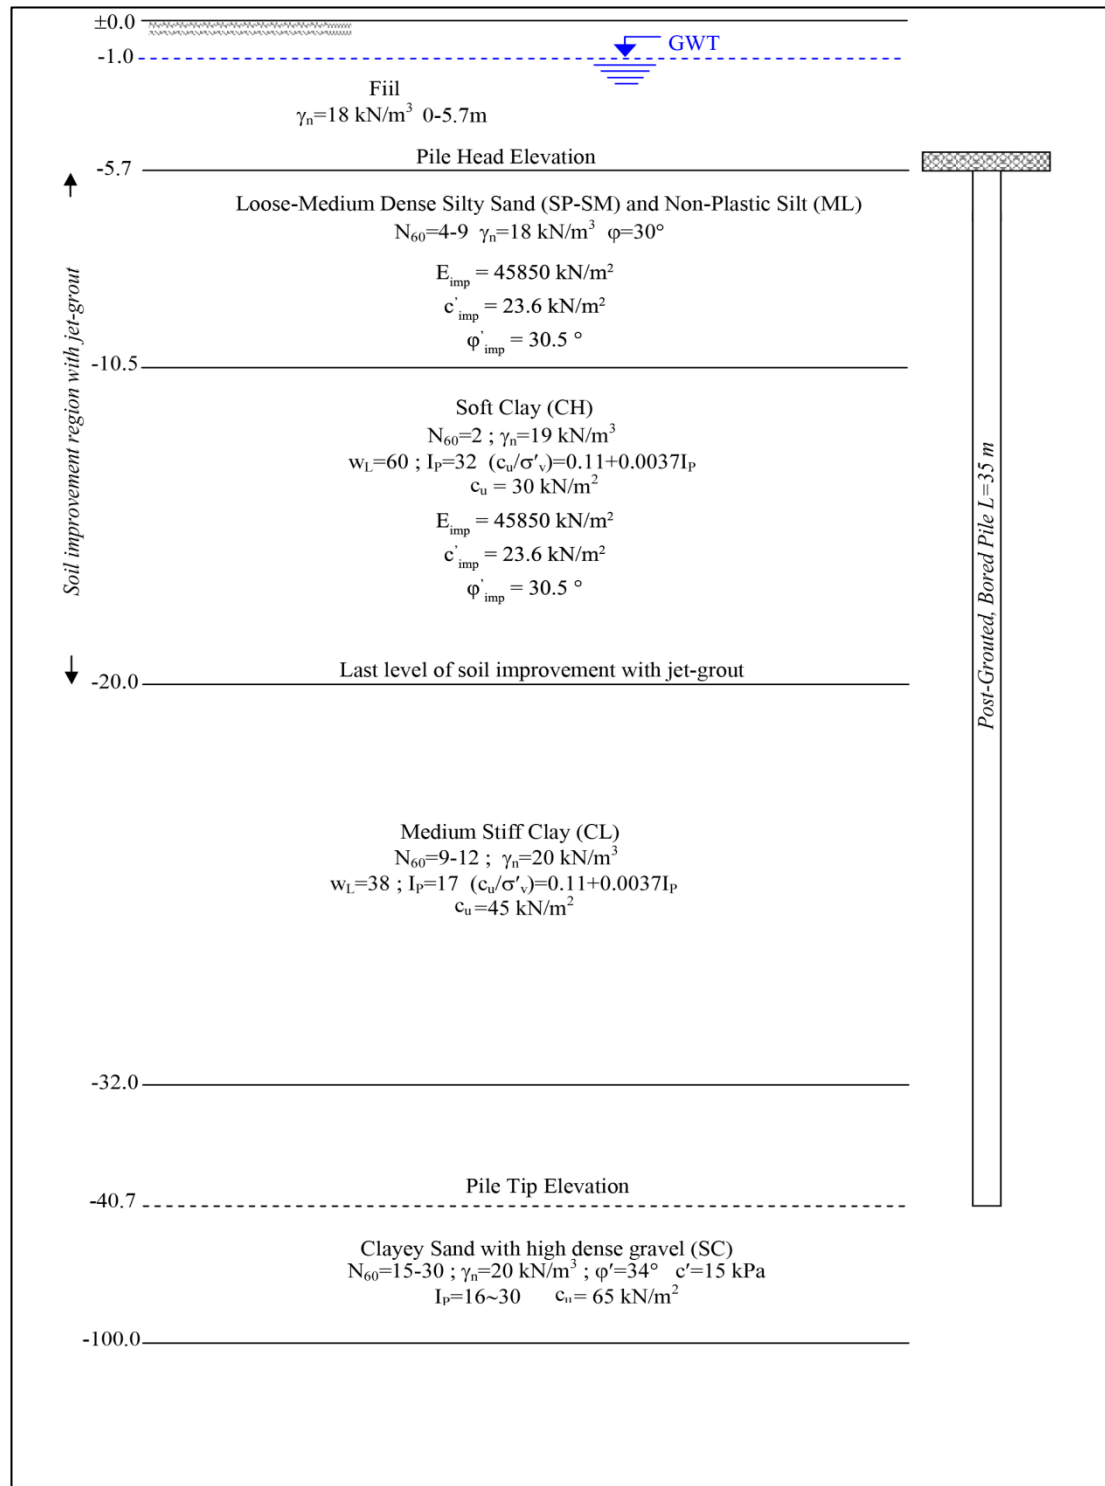 ±0.0
-1.0
GWT
Fiil
γn=18 kN/m³ 0-5.7m
Pile Head Elevation
-5.7
Loose-Medium Dense Silty Sand (SP-SM) and Non-Plastic Silt (ML)
N60=4-9 γn=18 kN/m³ φ=30°
Eimp = 45850 kN/m²
c'imp = 23.6 kN/m²
φ'imp = 30.5 °
-10.5
Soil improvement region with jet-grout
Soft Clay (CH)
N60=2 ; γn=19 kN/m³
wL=60 ; IP=32 (cu/σ'v)=0.11+0.0037IP
cu = 30 kN/m²
Eimp = 45850 kN/m²
c'imp = 23.6 kN/m²
φ'imp = 30.5 °
Last level of soil improvement with jet-grout
-20.0
Post-Grouted, Bored Pile L=35 m
Medium Stiff Clay (CL)
N60=9-12 ; γn=20 kN/m³
wL=38 ; IP=17 (cu/σ'v)=0.11+0.0037IP
cu =45 kN/m²
-32.0
Pile Tip Elevation
-40.7
Clayey Sand with high dense gravel (SC)
N60=15-30 ; γn=20 kN/m³ ; φ'=34° c'=15 kPa
IP=16~30 cu= 65 kN/m²
-100.0